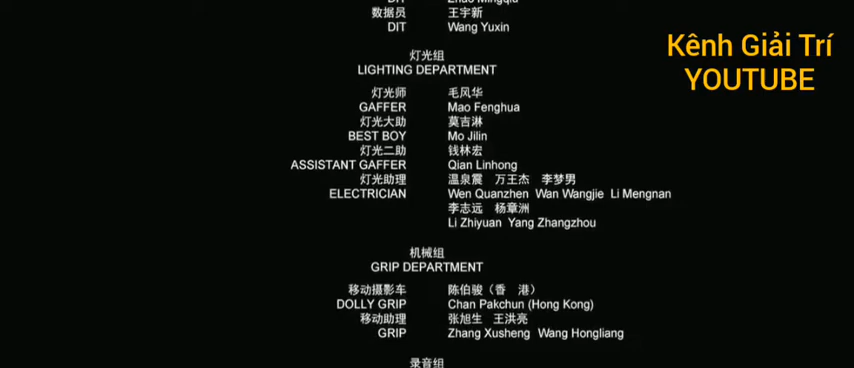 DIT Zhao Mingqiu
数据员 王宇新
DIT Wang Yuxin
Kênh Giải Trí
YOUTUBE
灯光组
LIGHTING DEPARTMENT
灯光师 毛风华
GAFFER Mao Fenghua
灯光大助 莫吉淋
BEST BOY Mo Jilin
灯光二助 钱林宏
ASSISTANT GAFFER Qian Linhong
灯光助理 温泉震 万王杰 李梦男
ELECTRICIAN Wen Quanzhen Wan Wangjie Li Mengnan
李志远 杨章洲
Li Zhiyuan Yang Zhangzhou
机械组
GRIP DEPARTMENT
移动摄影车 陈伯骏（香 港）
DOLLY GRIP Chan Pakchun (Hong Kong)
移动助理 张旭生 王洪亮
GRIP Zhang Xusheng Wang Hongliang
录音组